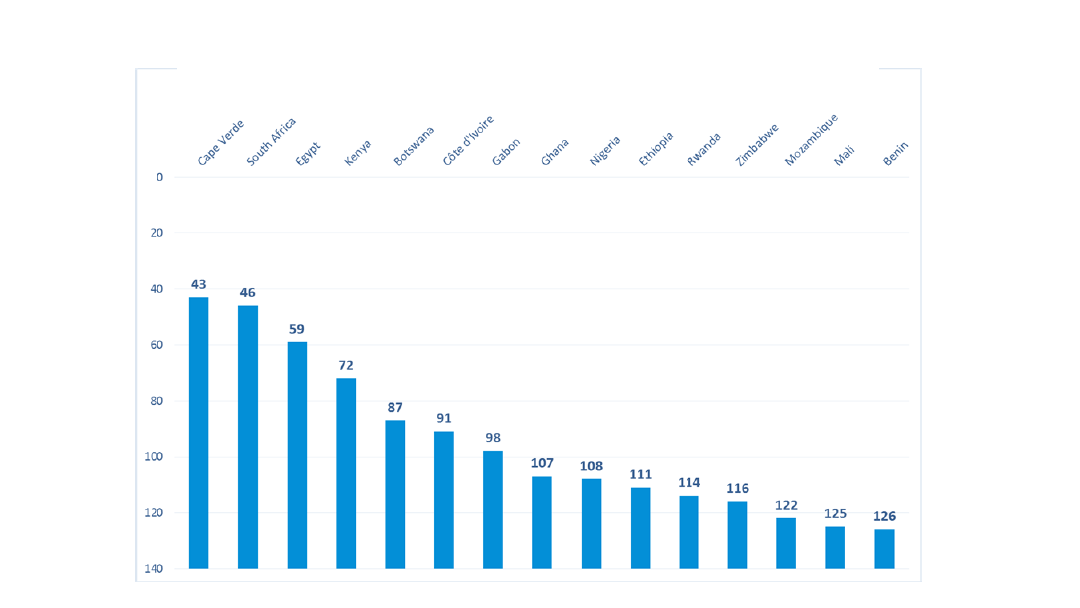 Cape Verde
South Africa
Egypt
Kenya
Botswana
Côte d'Ivoire
Gabon
Ghana
Nigeria
Ethiopia
Rwanda
Zimbabwe
Mozambique
Mali
Benin
0
20
40
60
80
100
120
140
43
46
59
72
87
91
98
107
108
111
114
116
122
125
126